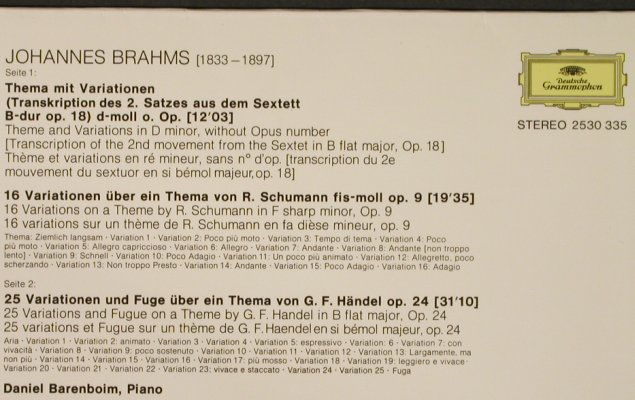 JOHANNES BRAHMS [1833–1897]
Seite 1:
Thema mit Variationen
(Transkription des 2. Satzes aus dem Sextett
B-dur op. 18) d-moll o. Op. [12'03]
Theme and Variations in D minor, without Opus number
[Transcription of the 2nd movement from the Sextet in B flat major, Op. 18]
Thème et variations en ré mineur, sans n° d'op. [transcription du 2e
mouvement du sextuor en si bémol majeur, op. 18]
Deutsche
Grammophon
STEREO 2530 335
16 Variationen über ein Thema von R. Schumann fis-moll op. 9 [19'35]
16 Variations on a Theme by R. Schumann in F sharp minor, Op. 9
16 variations sur un thème de R. Schumann en fa dièse mineur, op. 9
Thema: Ziemlich langsam · Variation 1 · Variation 2: Poco più moto · Variation 3: Tempo di tema · Variation 4: Poco
più moto · Variation 5: Allegro capriccioso · Variation 6: Allegro · Variation 7: Andante · Variation 8: Andante [non troppo
lento] · Variation 9: Schnell · Variation 10: Poco Adagio · Variation 11: Un poco più animato · Variation 12: Allegretto, poco
scherzando · Variation 13: Non troppo Presto · Variation 14: Andante · Variation 15: Poco Adagio · Variation 16: Adagio
Seite 2:
25 Variationen und Fuge über ein Thema von G. F. Händel op. 24 [31'10]
25 Variations and Fugue on a Theme by G. F. Handel in B flat major, Op. 24
25 variations et Fugue sur un thème de G. F. Haendel en si bémol majeur, op. 24
Aria · Variation 1 · Variation 2: animato · Variation 3 · Variation 4 · Variation 5: espressivo · Variation 6: · Variation 7: con
vivacità · Variation 8 · Variation 9: poco sostenuto · Variation 10 · Variation 11 · Variation 12 · Variation 13: Largamente, ma
non più · Variation 14 · Variation 15 · Variation 16 · Variation 17: più mosso · Variation 18 · Variation 19: leggiero e vivace ·
Variation 20 · Variation 21 · Variation 22 · Variation 23: vivace e staccato · Variation 24 · Variation 25 · Fuga
Daniel Barenboim, Piano